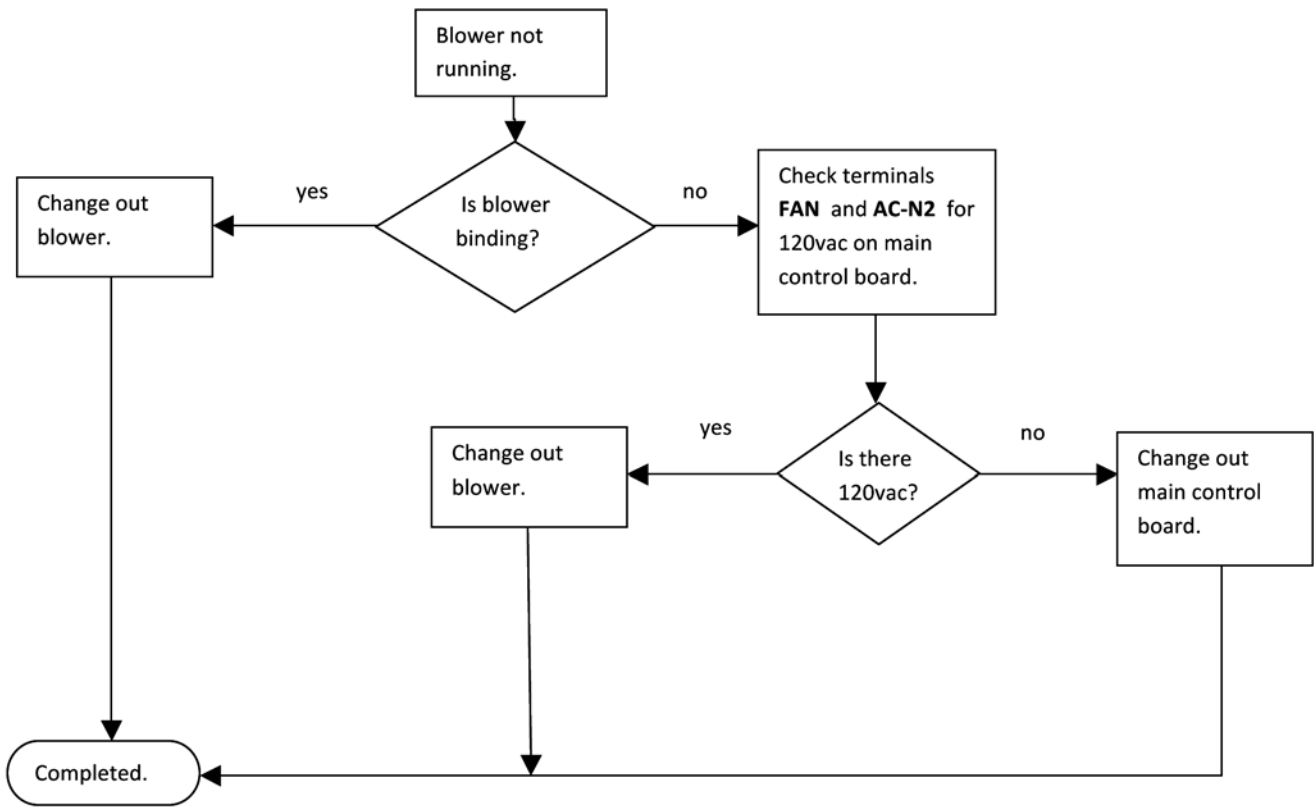 Blower not
running.
yes
Is blower
binding?
no
Change out
blower.
Check terminals
FAN and AC-N2 for
120vac on main
control board.
yes
Is there
120vac?
no
Change out
blower.
Change out
main control
board.
Completed.